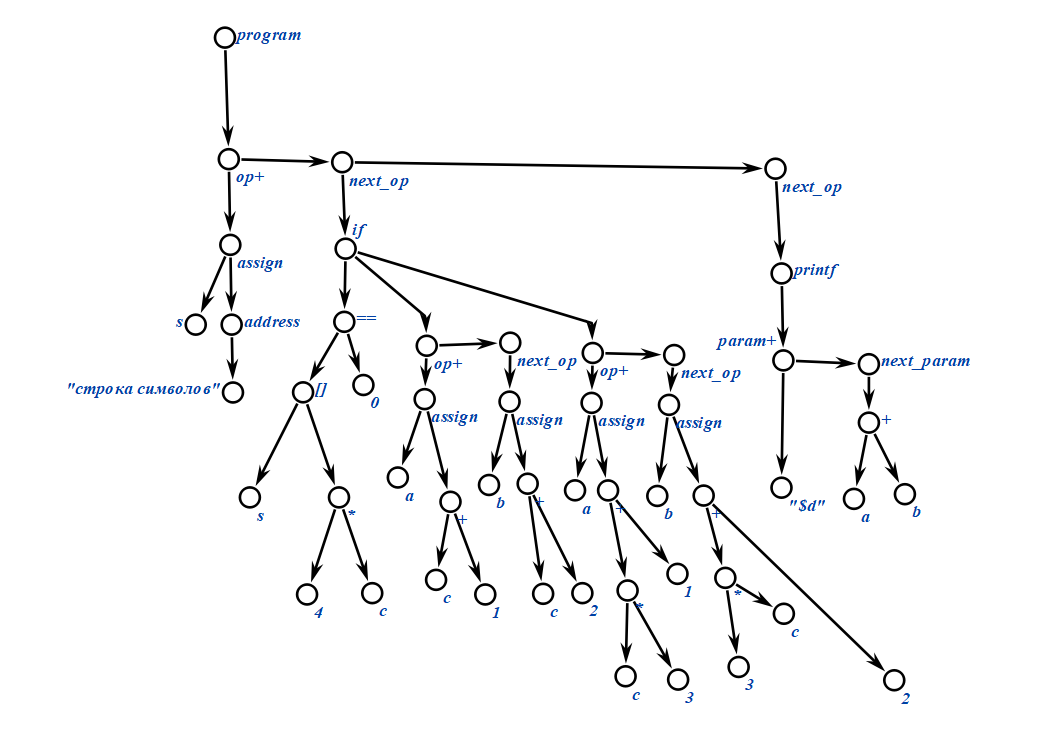 program
op+
next_op
next_op
assign
if
printf
s
address
==
param+
next_param
"строка символов"
[]
0
op+
next_op
op+
next_op
+
assign
assign
assign
assign
s
*
a
+
b
+
a
+
b
+
"$d"
a
b
4
c
c
1
c
2
*
1
*
c
c
3
3
2